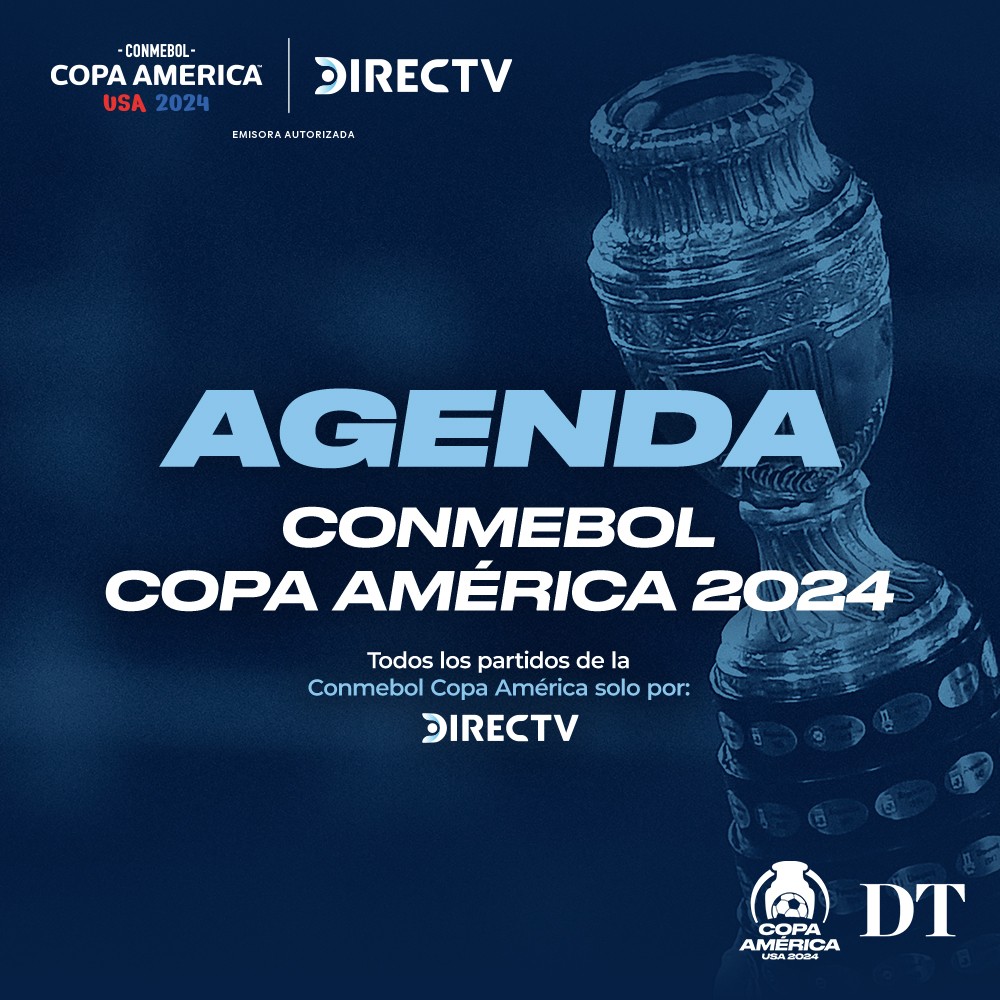 - CONMEBOL -
COPA AMERICA™
USA 2024
DIRECTV
EMISORA AUTORIZADA
AGENDA
CONMEBOL
COPA AMÉRICA 2024
Todos los partidos de la
Conmebol Copa América solo por:
DIRECTV
COPA
AMÉRICA
USA 2024
DT